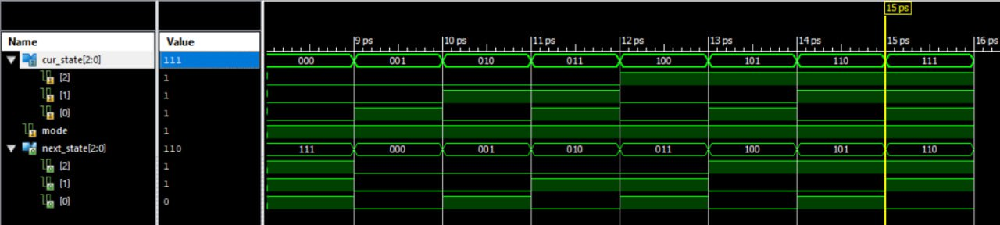 15 ps
Name Value 9 ps 10 ps 11 ps 12 ps 13 ps 14 ps 15 ps 16 ps
cur_state[2:0] 111 000 001 010 011 100 101 110 111
[2] 1
[1] 1
[0] 1
mode 1
next_state[2:0] 110 111 000 001 010 011 100 101 110
[2] 1
[1] 1
[0] 0